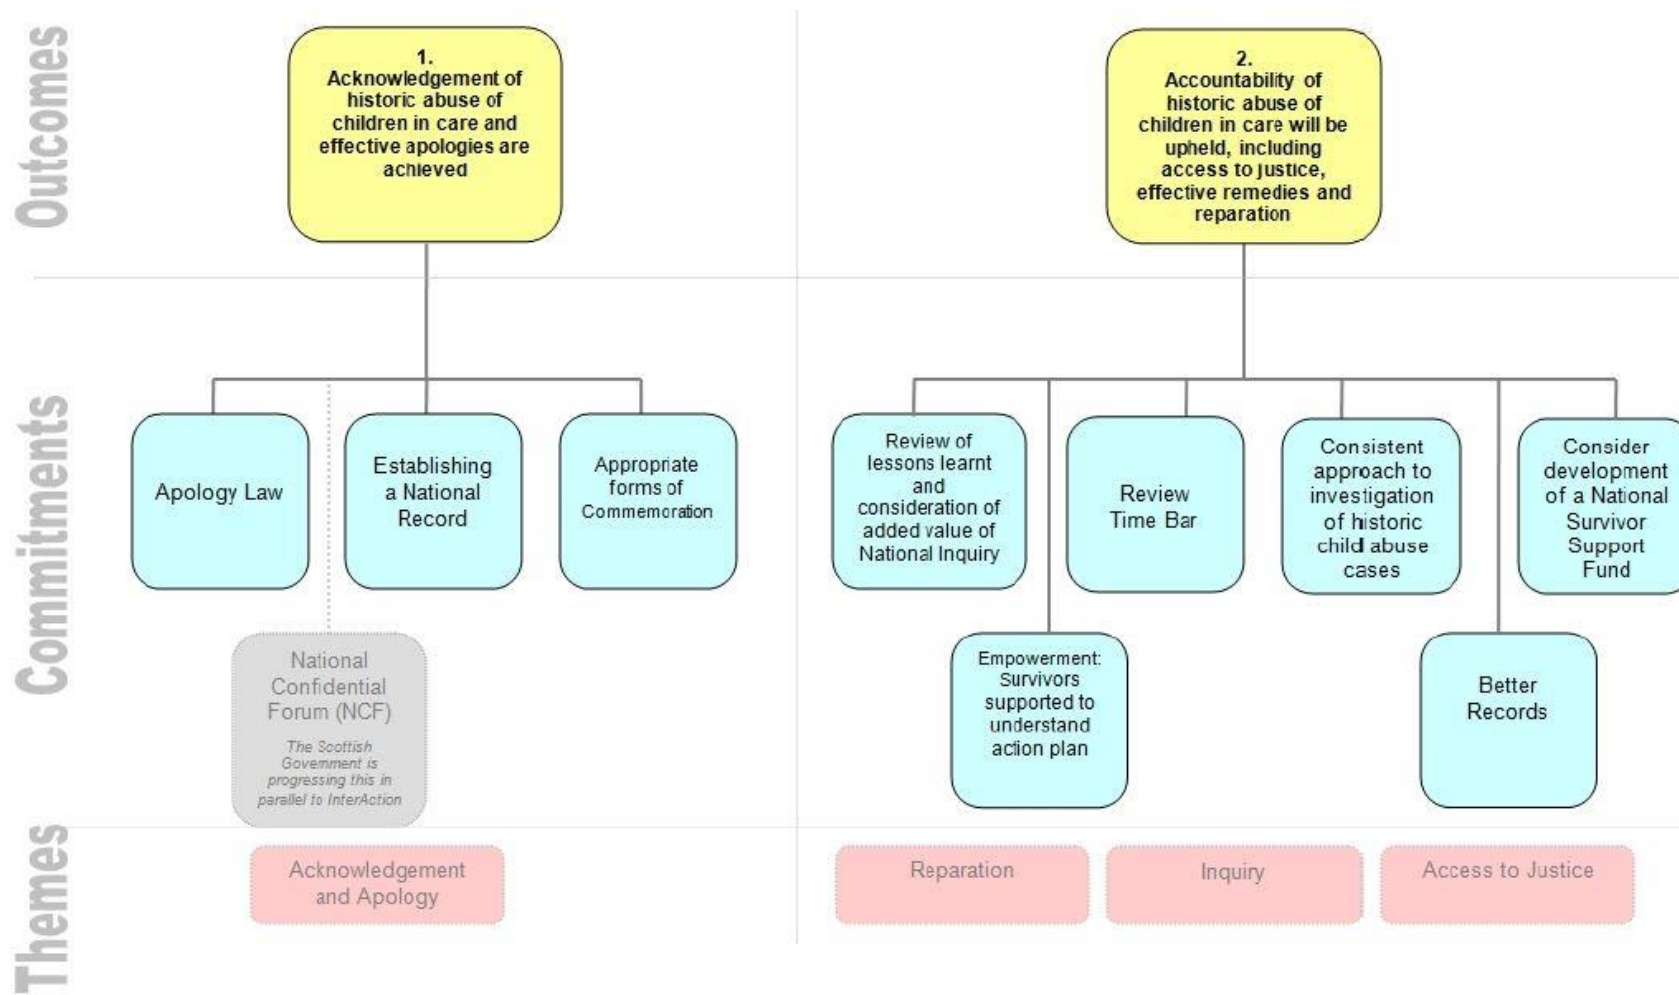 Outcomes
1.
Acknowledgement of
historic abuse of
children in care and
effective apologies are
achieved
2.
Accountability of
historic abuse of
children in care will be
upheld, including
access to justice,
effective remedies and
reparation
Commitments
Apology Law
Establishing
a National
Record
Appropriate
forms of
Commemoration
National
Confidential
Forum (NCF)
The Scottish
Government is
progressing this in
parallel to InterAction
Review of
lessons learnt
and
consideration of
added value of
National Inquiry
Empowerment:
Survivors
supported to
understand
action plan
Review
Time Bar
Consistent
approach to
investigation
of historic
child abuse
cases
Better
Records
Consider
development
of a National
Survivor
Support
Fund
Themes
Acknowledgement
and Apology
Reparation
Inquiry
Access to Justice